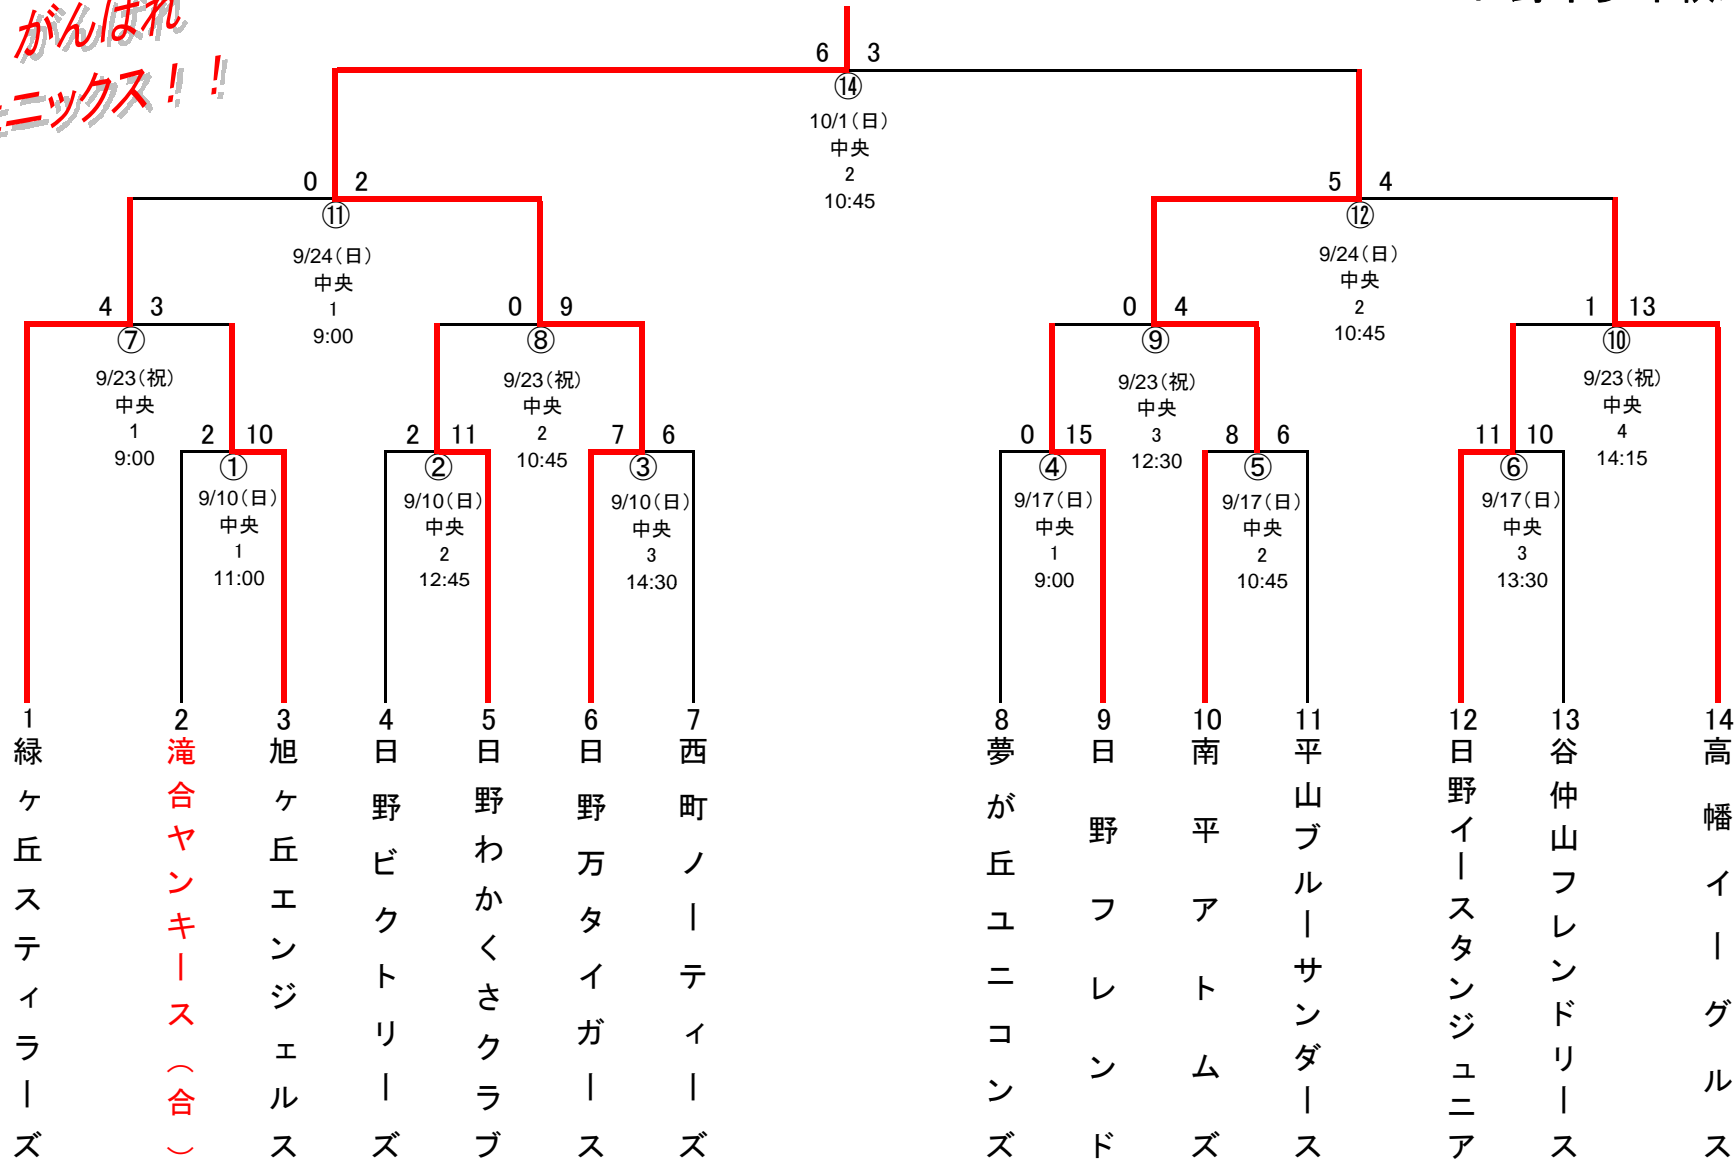 がんばれ
ニックス！！
6 3
⑭
10/1（日）
中央
2
10:45
0 2
⑪
9/24（日）
中央
1
9:00
5 4
⑫
9/24（日）
中央
2
10:45
4 3
⑦
9/23（祝）
中央
1
9:00
0 9
⑧
9/23（祝）
中央
2
10:45
0 4
⑨
9/23（祝）
中央
3
12:30
1 13
⑩
9/23（祝）
中央
4
14:15
2 10
①
9/10（日）
中央
1
11:00
2 11
②
9/10（日）
中央
2
12:45
7 6
③
9/10（日）
中央
3
14:30
0 15
④
9/17（日）
中央
1
9:00
8 6
⑤
9/17（日）
中央
2
10:45
11 10
⑥
9/17（日）
中央
3
13:30
1
緑ヶ丘スティラーズ
2
滝合ヤンキース（合）
3
旭ヶ丘エンジェルス
4
日野ビクトリーズ
5
日野わかくさクラブ
6
日野万タイガース
7
西町ノーティーズ
8
夢が丘ユニコンズ
9
日野フレンド
10
南平アトムズ
11
平山ブルーサンダース
12
日野イースタンジュニア
13
谷仲山フレンドリース
14
高幡イーグルス